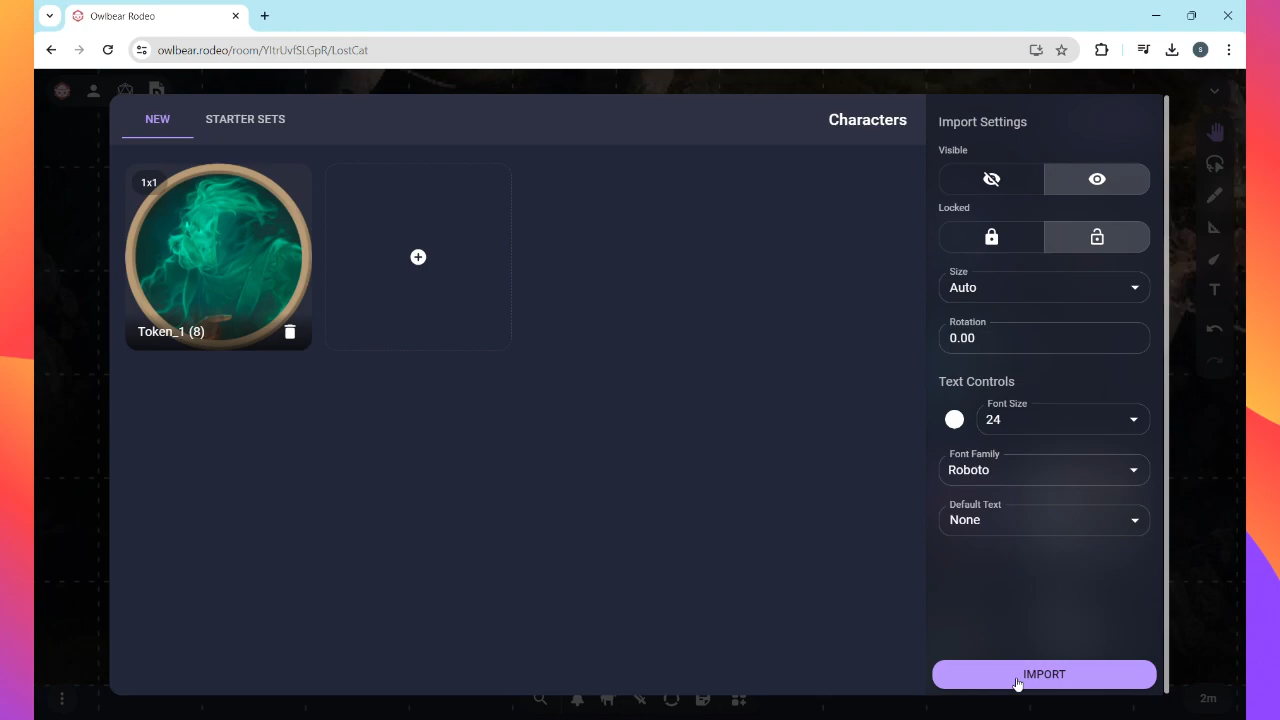 Owlbear Rodeo
owlbear.rodeo/room/YltrUvfSLGpR/LostCat
s
NEW
STARTER SETS
Characters
Import Settings
Visible
1x1
Locked
Size
Auto
Rotation
0.00
Token_1 (8)
Text Controls
Font Size
24
Font Family
Roboto
Default Text
None
IMPORT
2m